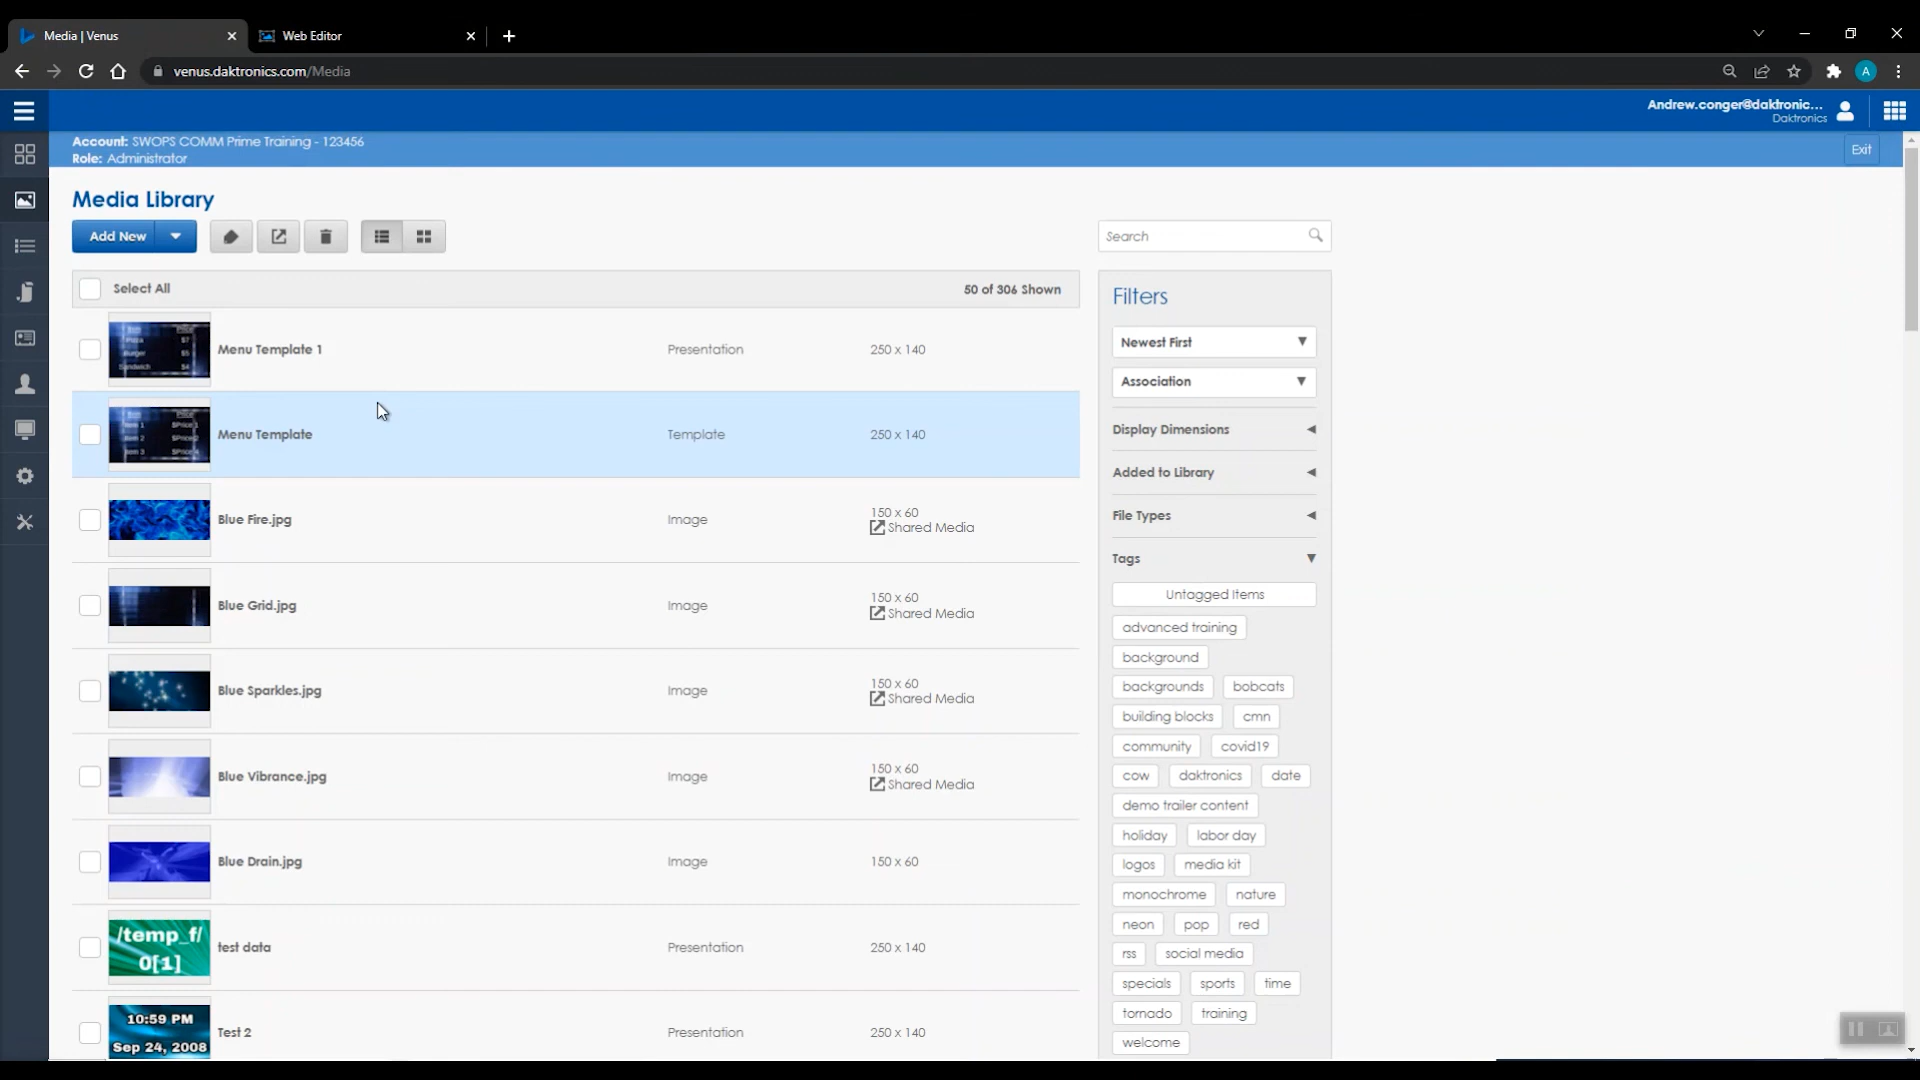 Media | Venus
Web Editor
venus.daktronics.com/Media
Andrew.conger@daktronic...
Daktronics
Account: SWOPS COMM Prime Training - 123456
Role: Administrator
Exit
Media Library
Add New
Search
Select All
50 of 306 Shown
Menu Template 1
Presentation
250 x 140
Menu Template
Template
250 x 140
Blue Fire.jpg
Image
150 x 60
Shared Media
Blue Grid.jpg
Image
150 x 60
Shared Media
Blue Sparkles.jpg
Image
150 x 60
Shared Media
Blue Vibrance.jpg
Image
150 x 60
Shared Media
Blue Drain.jpg
Image
150 x 60
/temp_f/
0[1]
test data
Presentation
250 x 140
10:59 PM
Sep 24, 2008
Test 2
Presentation
250 x 140
Filters
Newest First
Association
Display Dimensions
Added to Library
File Types
Tags
Untagged Items
advanced training
background
backgrounds bobcats
building blocks cmn
community covid19
cow daktronics date
demo trailer content
holiday labor day
logos media kit
monochrome nature
neon pop red
rss social media
specials sports time
tornado training
welcome